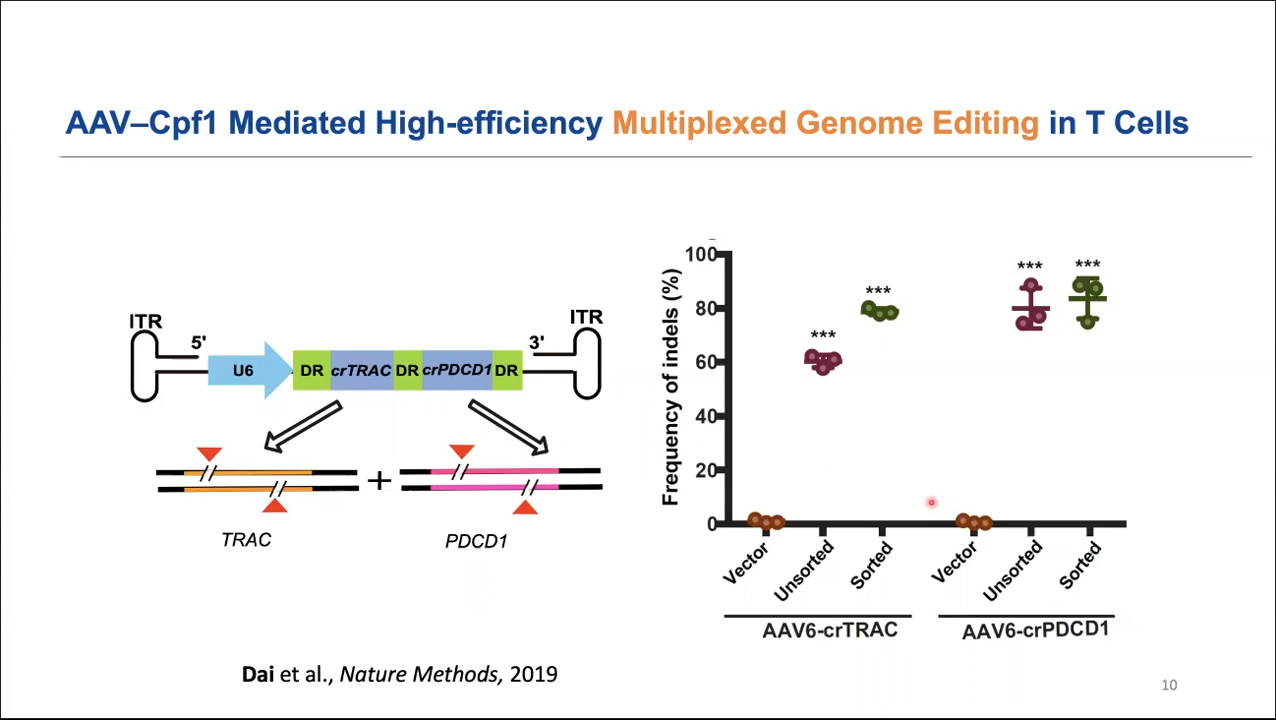 AAV–Cpf1 Mediated High-efficiency Multiplexed Genome Editing in T Cells
ITR
5'
U6
DR
crTRAC
DR
crPDCD1
DR
3'
ITR
+
TRAC
PDCD1
Dai et al., Nature Methods, 2019
Frequency of indels (%)
100
80
60
40
20
0
***
***
***
***
Vector
Unsorted
Sorted
Vector
Unsorted
Sorted
AAV6-crTRAC
AAV6-crPDCD1
10